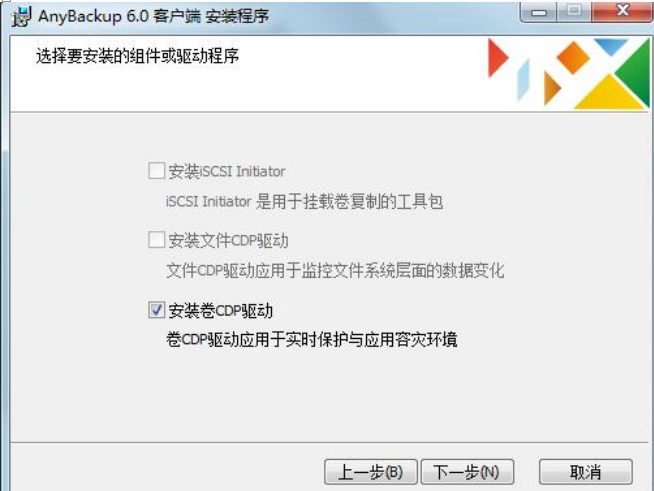 AnyBackup 6.0 客户端 安装程序
选择要安装的组件或驱动程序
安装iSCSI Initiator
iSCSI Initiator 是用于挂载卷复制的工具包
安装文件CDP驱动
文件CDP驱动应用于监控文件系统层面的数据变化
安装卷CDP驱动
卷CDP驱动应用于实时保护与应用容灾环境
上一步(B) 下一步(N) 取消